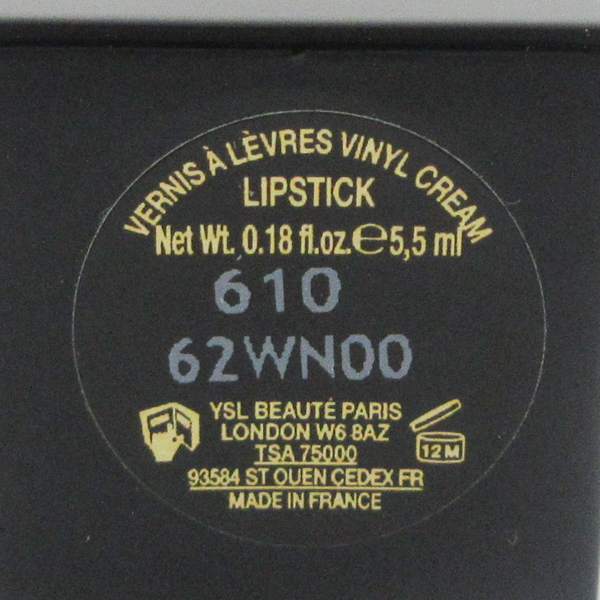 VERNIS À LÈVRES VINYL CREAM
LIPSTICK
Net Wt. 0.18 fl.oz.℮5,5 ml
610
62WN00
YSL BEAUTÉ PARIS
LONDON W6 8AZ
TSA 75000
93584 ST OUEN CEDEX FR
MADE IN FRANCE
12M